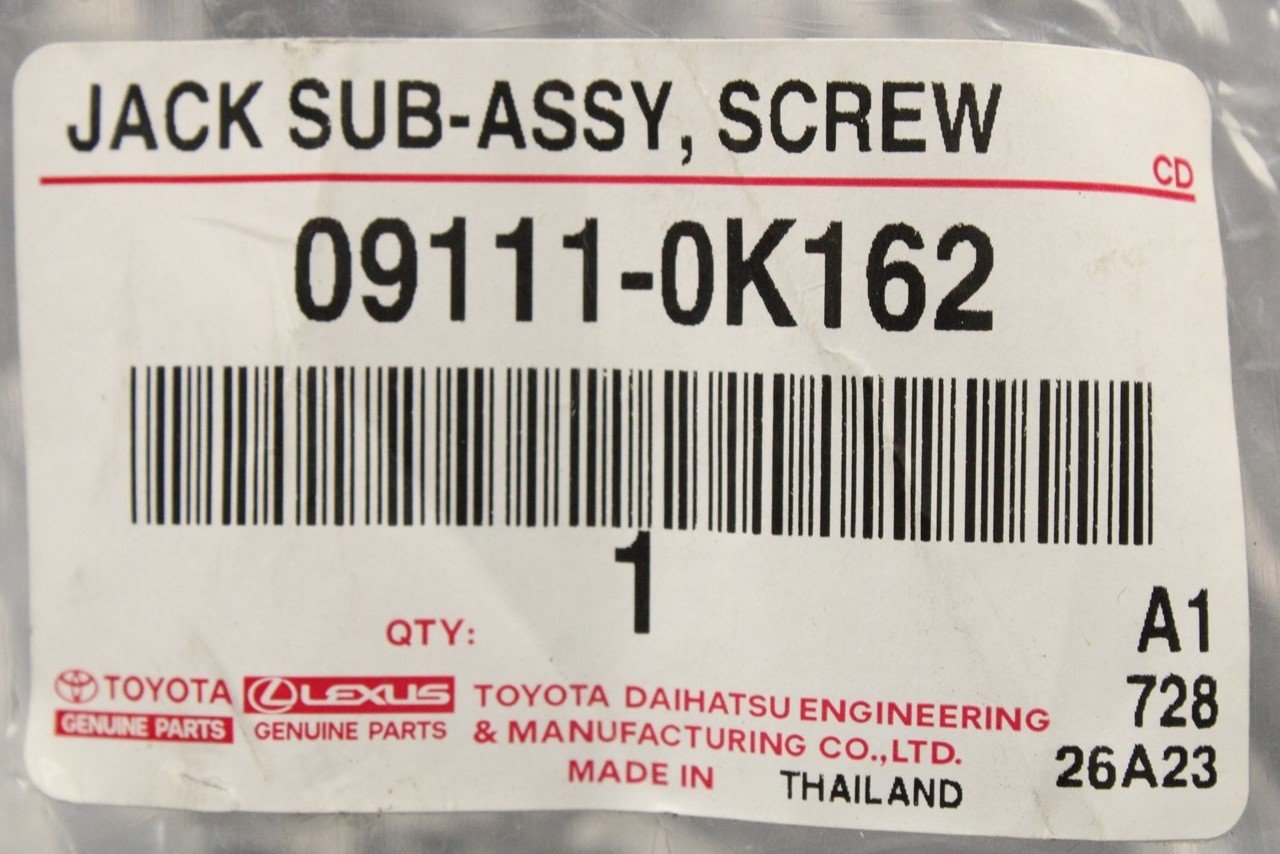 JACK SUB-ASSY, SCREW
CD
09111-0K162
1
QTY:
A1
728
26A23
TOYOTA
GENUINE PARTS
LEXUS
GENUINE PARTS
TOYOTA DAIHATSU ENGINEERING
& MANUFACTURING CO.,LTD.
MADE IN THAILAND